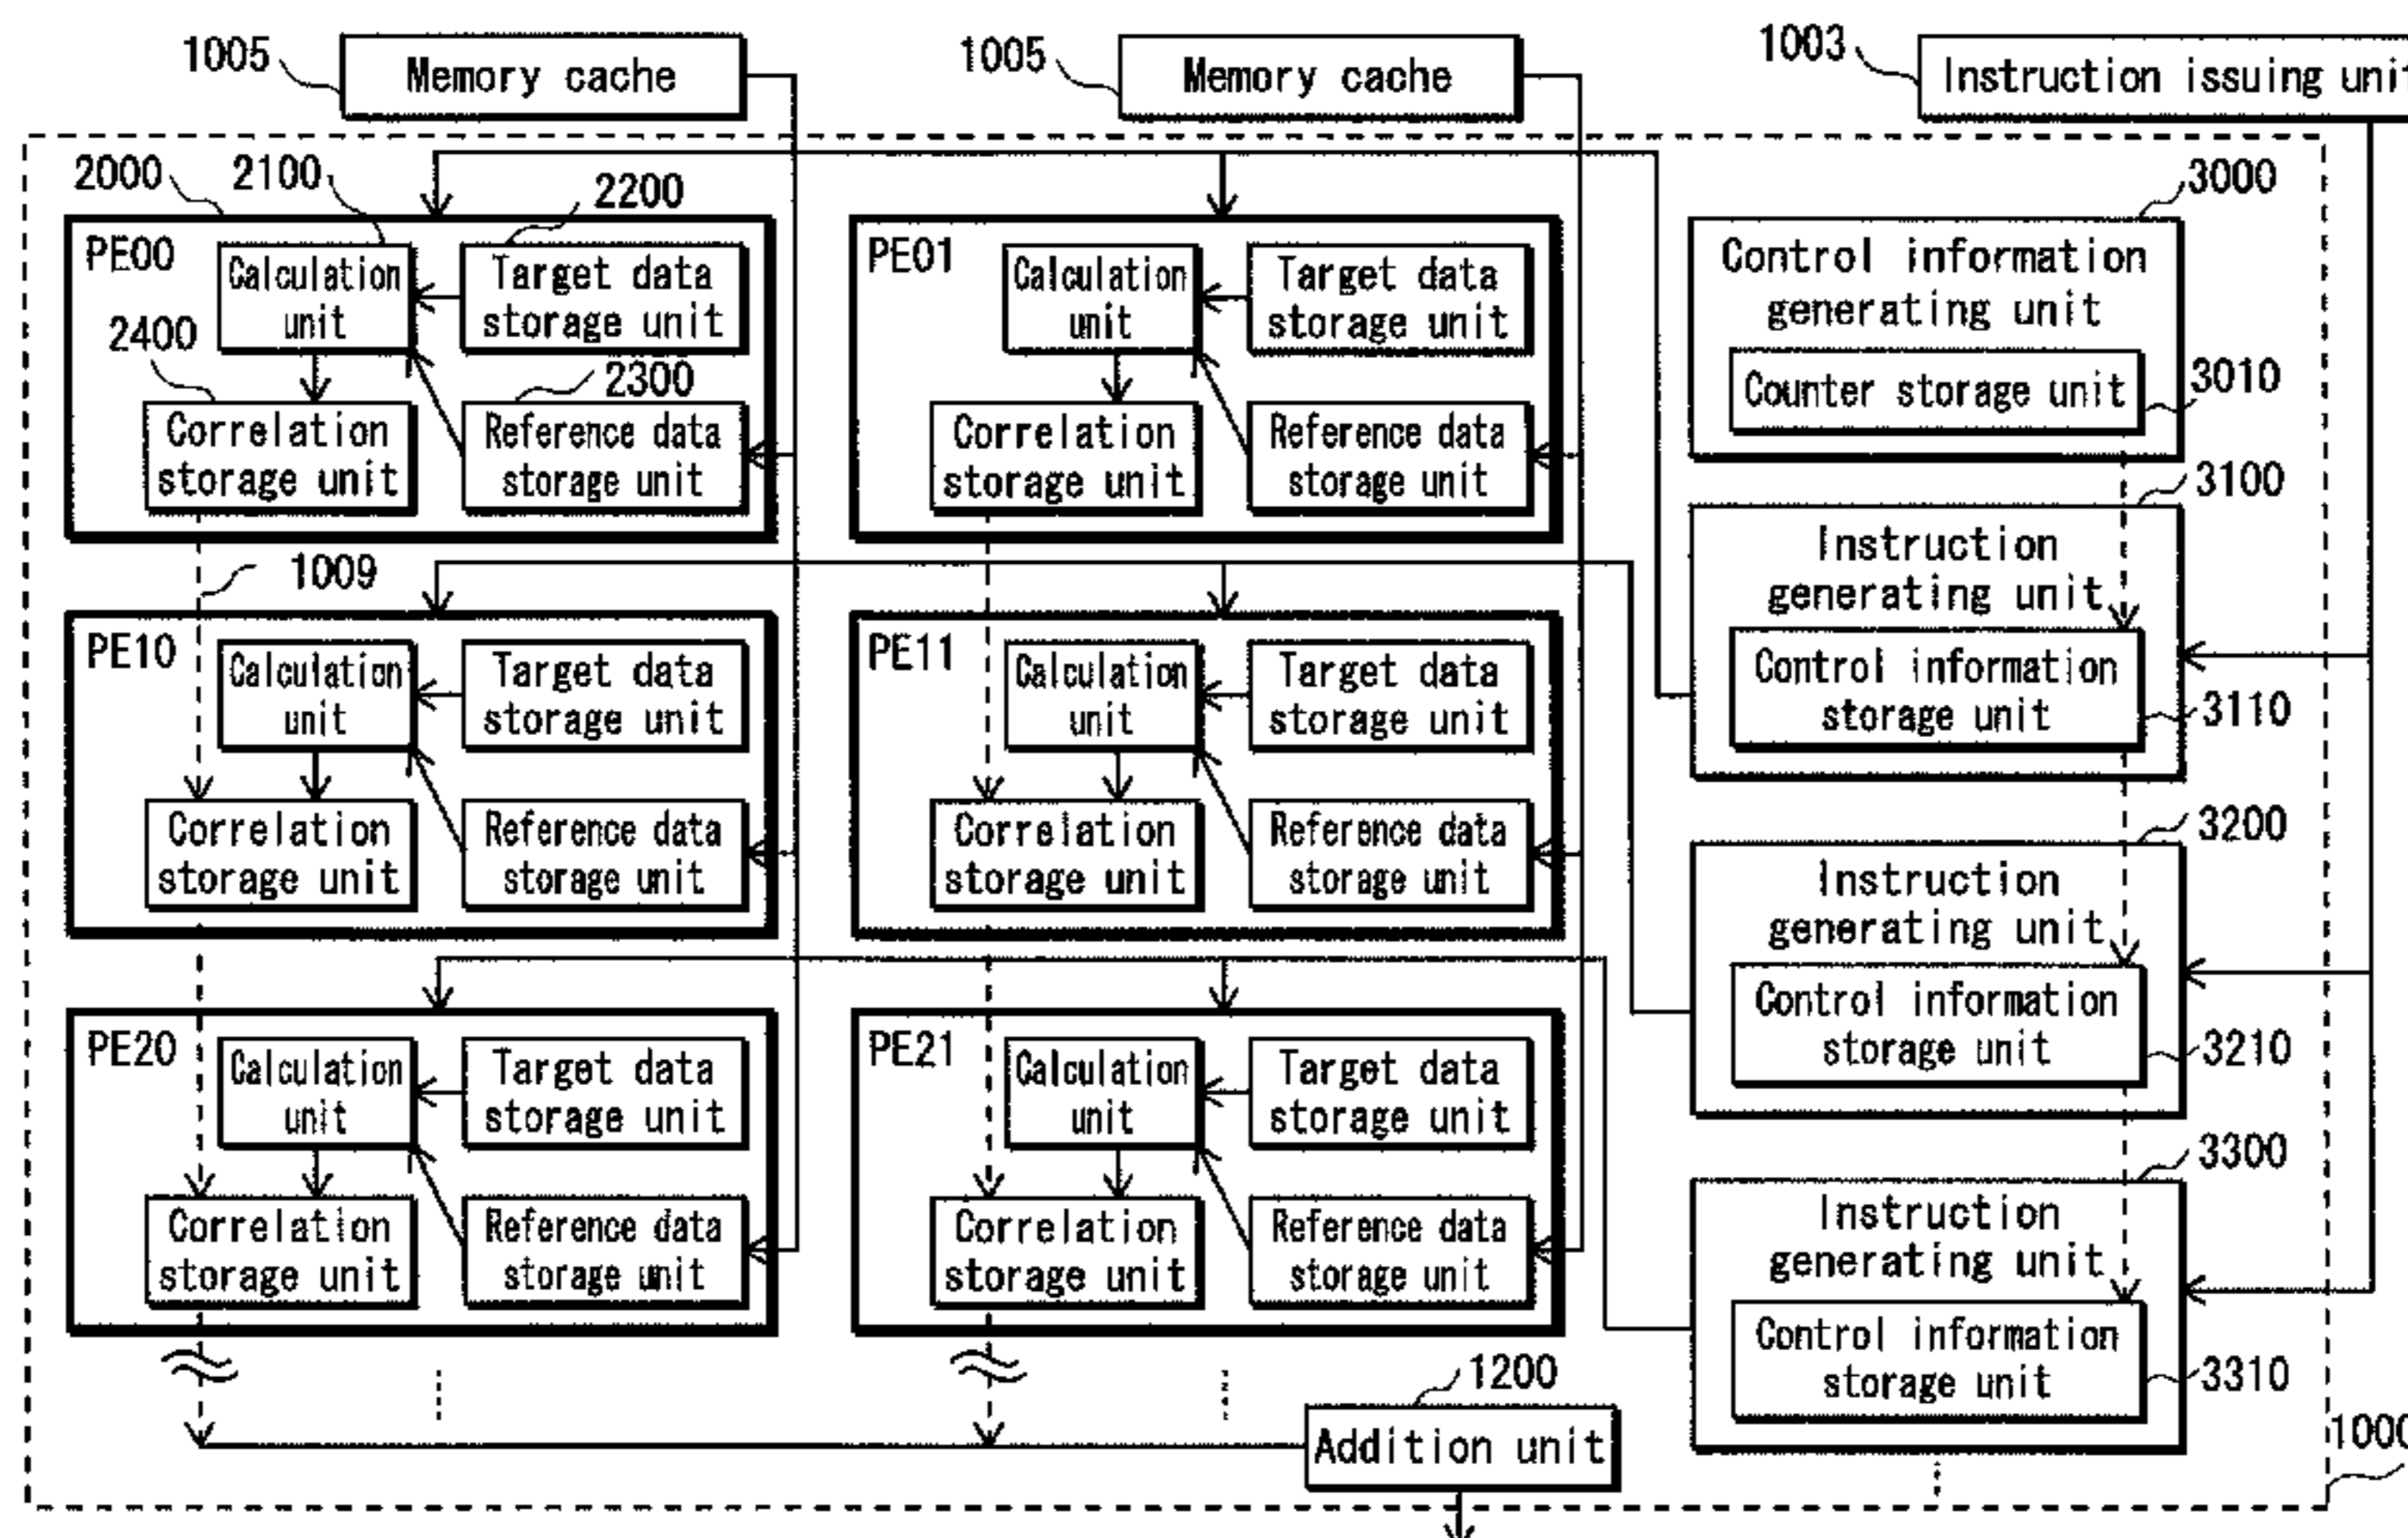 1005
Memory cache
1005
Memory cache
1003
Instruction issuing unit
2000
2100
2200
3000
PE00
Calculation
unit
Target data
storage unit
PE01
Calculation
unit
Target data
storage unit
Control information
generating unit
2400
2300
Counter storage unit
3010
Correlation
storage unit
Reference data
storage unit
Correlation
storage unit
Reference data
storage unit
3100
1009
Instruction
generating unit
PE10
Calculation
unit
Target data
storage unit
PE11
Calculation
unit
Target data
storage unit
Control information
storage unit
3110
Correlation
storage unit
Reference data
storage unit
Correlation
storage unit
Reference data
storage unit
3200
Instruction
generating unit
PE20
Calculation
unit
Target data
storage unit
PE21
Calculation
unit
Target data
storage unit
Control information
storage unit
3210
3300
Correlation
storage unit
Reference data
storage unit
Correlation
storage unit
Reference data
storage unit
Instruction
generating unit
Control information
storage unit
3310
1200
Addition unit
1000